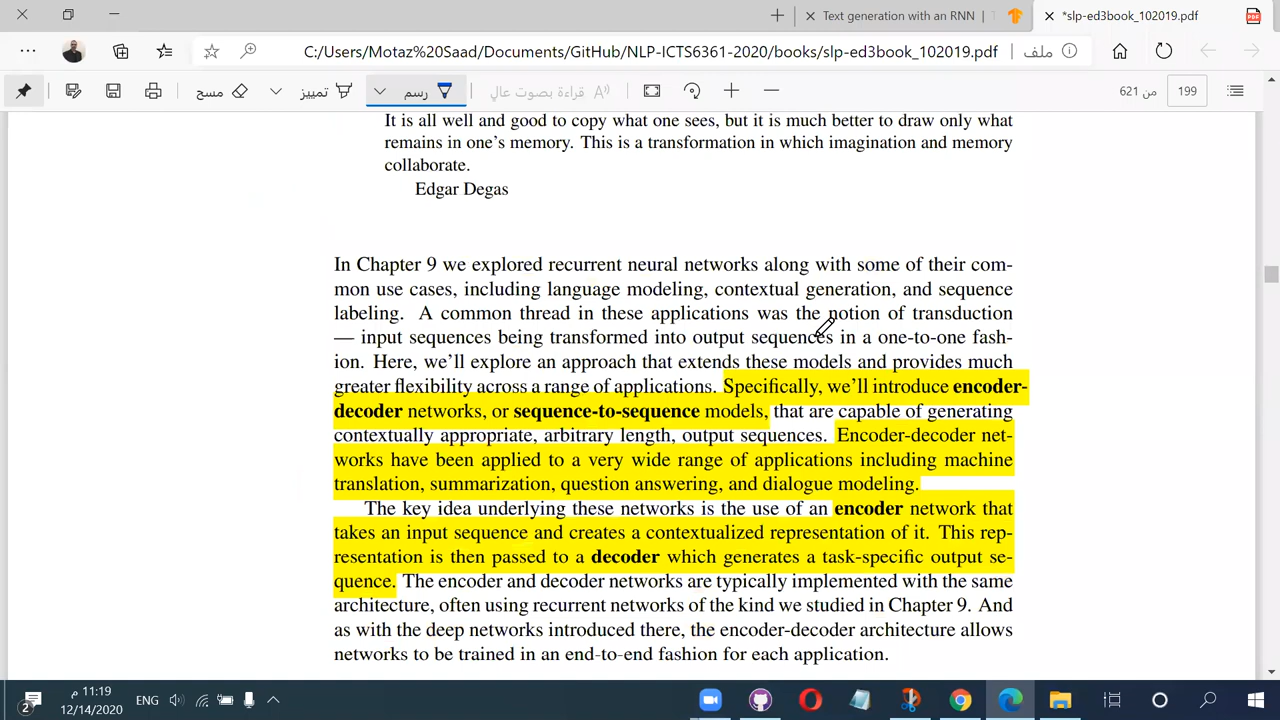 Text generation with an RNN | T
*slp-ed3book_102019.pdf
C:/Users/Motaz%20Saad/Documents/GitHub/NLP-ICTS6361-2020/books/slp-ed3book_102019.pdf | ملف
مسح تمييز رسم قراءة بصوت عالٍ 621 من 199
It is all well and good to copy what one sees, but it is much better to draw only what
remains in one's memory. This is a transformation in which imagination and memory
collaborate.
Edgar Degas
In Chapter 9 we explored recurrent neural networks along with some of their com-
mon use cases, including language modeling, contextual generation, and sequence
labeling. A common thread in these applications was the notion of transduction
— input sequences being transformed into output sequences in a one-to-one fash-
ion. Here, we'll explore an approach that extends these models and provides much
greater flexibility across a range of applications. Specifically, we'll introduce encoder-
decoder networks, or sequence-to-sequence models, that are capable of generating
contextually appropriate, arbitrary length, output sequences. Encoder-decoder net-
works have been applied to a very wide range of applications including machine
translation, summarization, question answering, and dialogue modeling.
The key idea underlying these networks is the use of an encoder network that
takes an input sequence and creates a contextualized representation of it. This rep-
resentation is then passed to a decoder which generates a task-specific output se-
quence. The encoder and decoder networks are typically implemented with the same
architecture, often using recurrent networks of the kind we studied in Chapter 9. And
as with the deep networks introduced there, the encoder-decoder architecture allows
networks to be trained in an end-to-end fashion for each application.
2 11:19 م ENG
12/14/2020